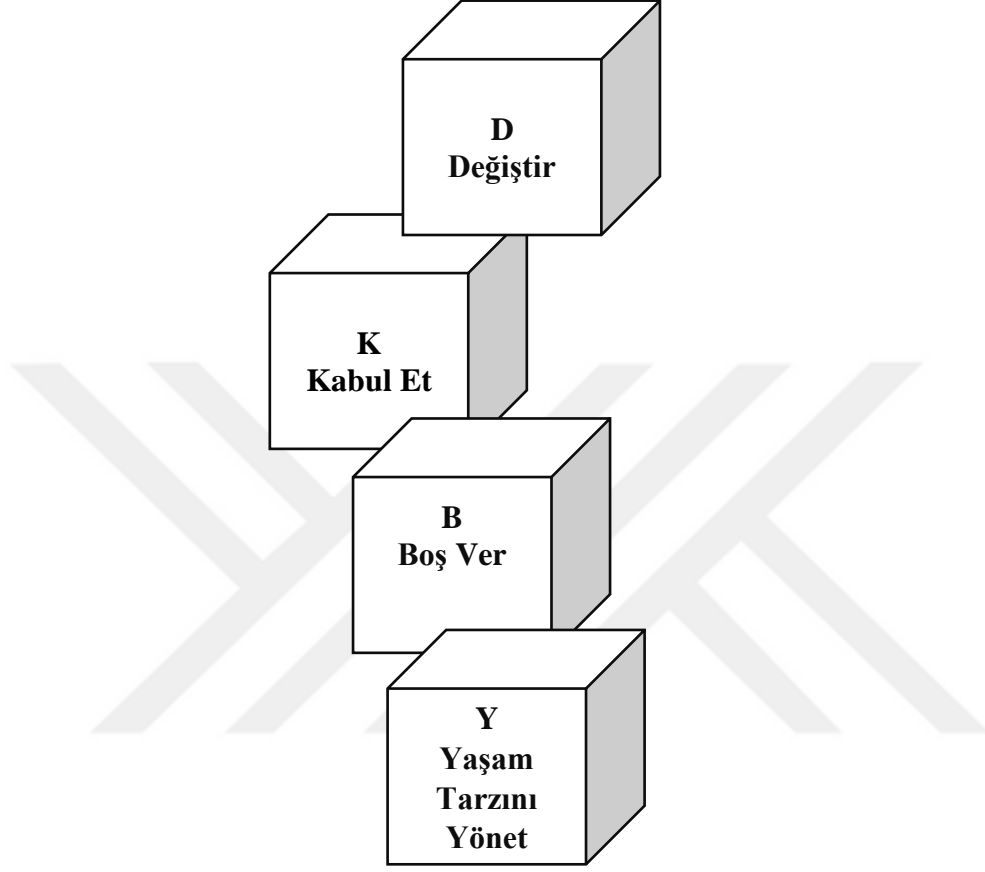 D
Değiştir
K
Kabul Et
B
Boş Ver
Y
Yaşam
Tarzını
Yönet